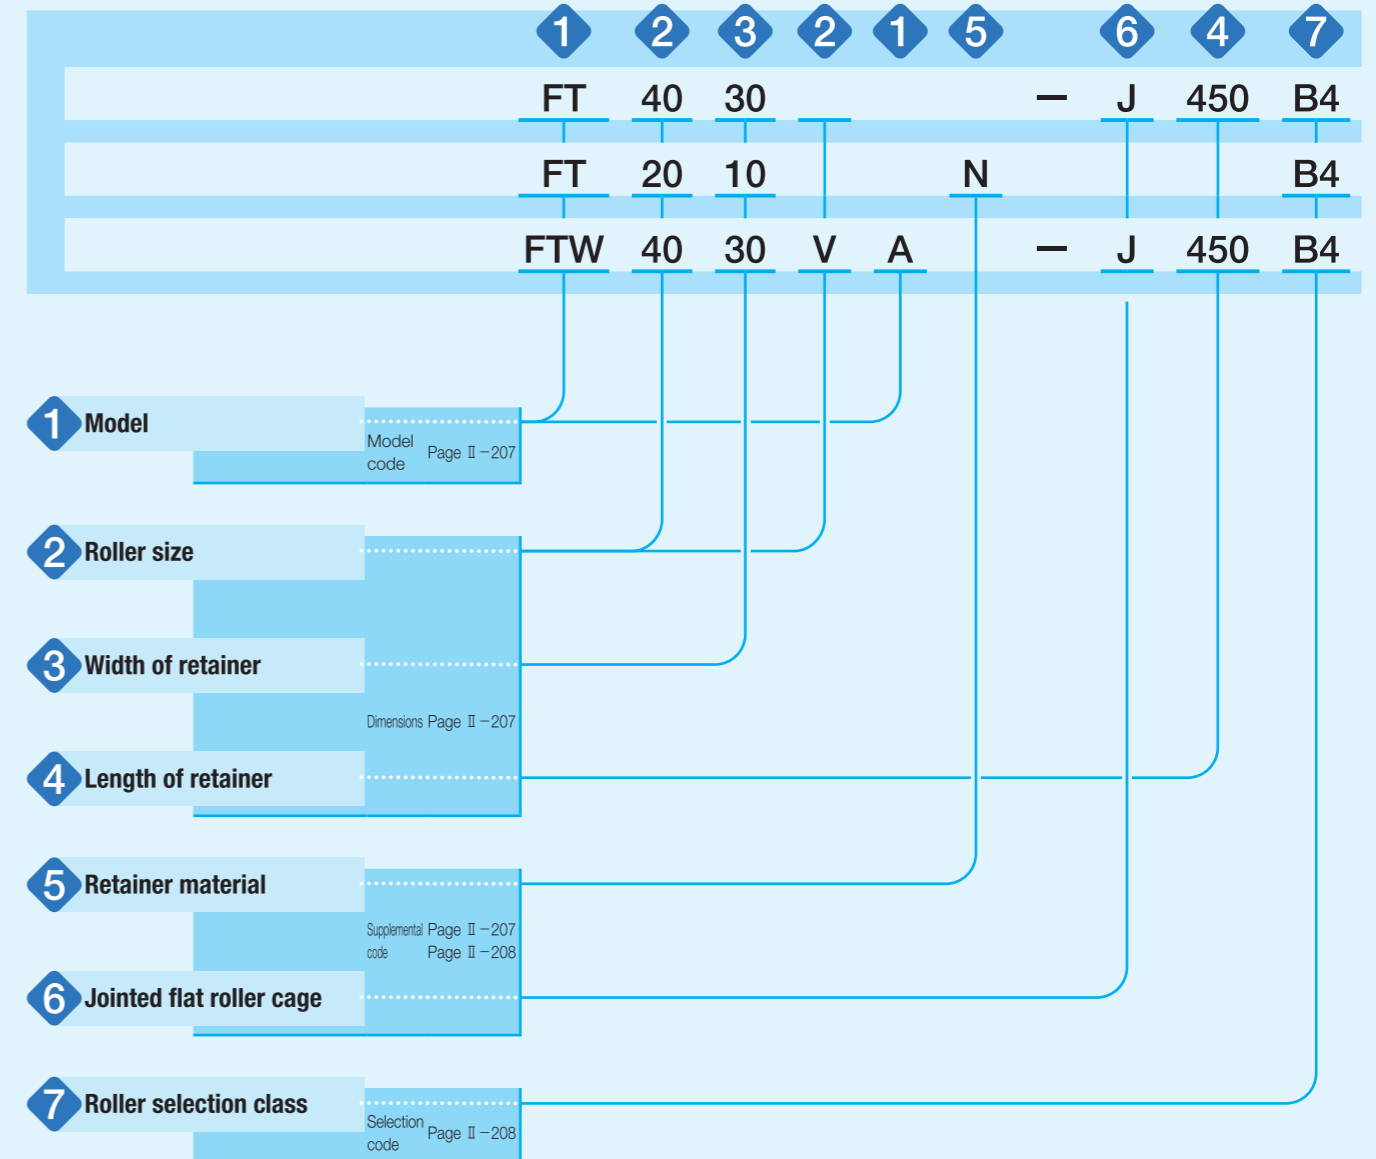 1 2 3 2 1 5 6 4 7
FT 40 30 － J 450 B4
FT 20 10 N B4
FTW 40 30 V A － J 450 B4
1 Model
Model code Page Ⅱ－207
2 Roller size
3 Width of retainer
Dimensions Page Ⅱ－207
4 Length of retainer
5 Retainer material
Supplemental Page Ⅱ－207
code Page Ⅱ－208
6 Jointed flat roller cage
7 Roller selection class
Selection code Page Ⅱ－208